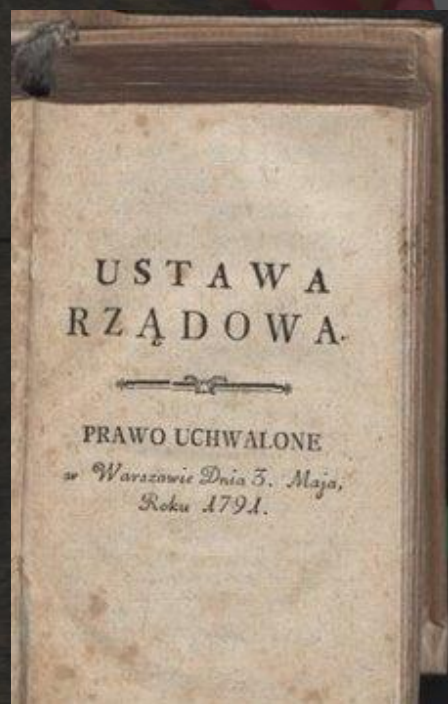 USTAWA
RZĄDOWA.
PRAWO UCHWALONE
w Warszawie Dnia 3. Maja,
Roku 1791.